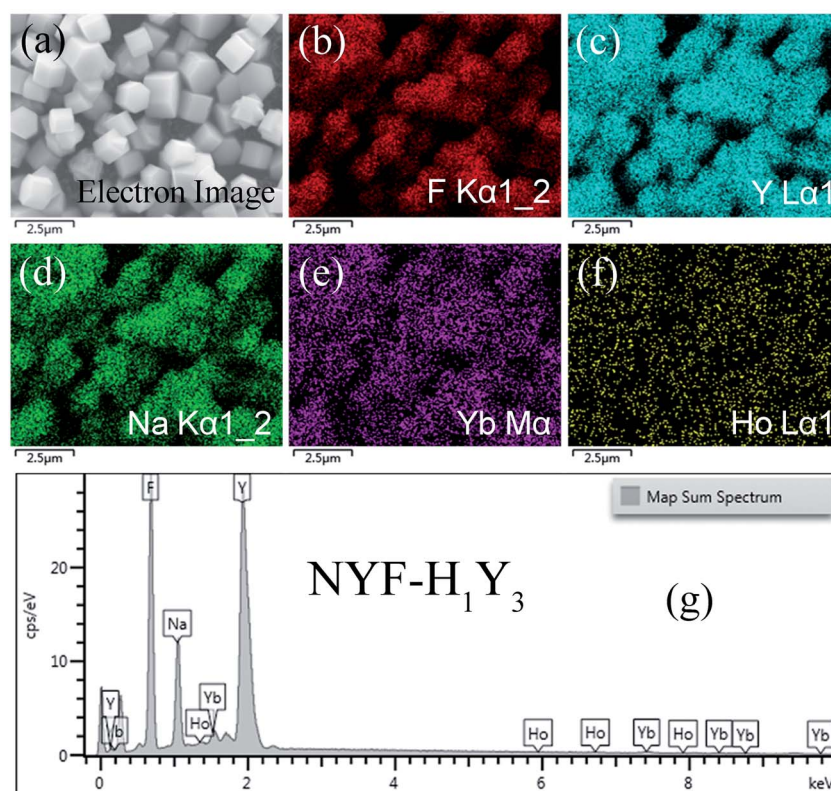 (a)
Electron Image
2.5μm
(b)
F Kα1_2
2.5μm
(c)
Y Lα1
2.5μm
(d)
Na Kα1_2
2.5μm
(e)
Yb Mα
2.5μm
(f)
Ho Lα1
2.5μm
F
Y
Map Sum Spectrum
20
NYF-H₁Y₃
(g)
cps/eV
Na
10
Y
Yb
Ho
Yb
Ho
Ho
Yb
Ho
Yb
Yb
Yb
0
0
2
4
6
8
keV